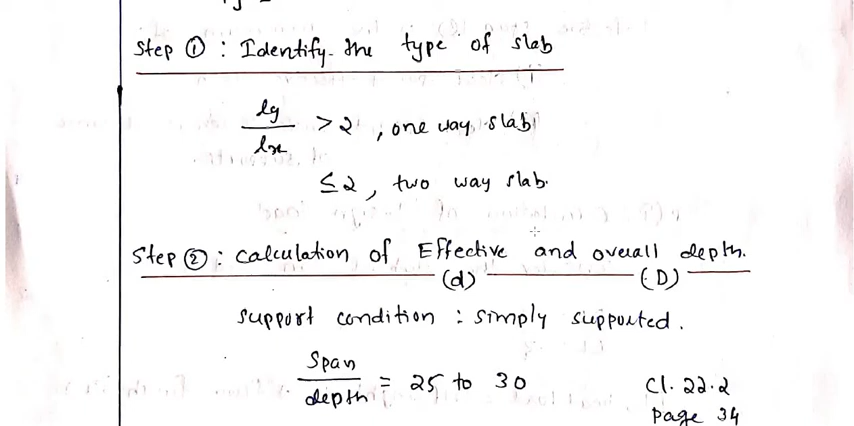 Step ① : Identify the type of slab
ly / lx > 2 , one way slab
≤ 2 , two way slab.
Step ② : calculation of Effective and overall depth.
(d) (D)
support condition : simply supported.
Span / depth = 25 to 30
Cl. 22.2
Page 34